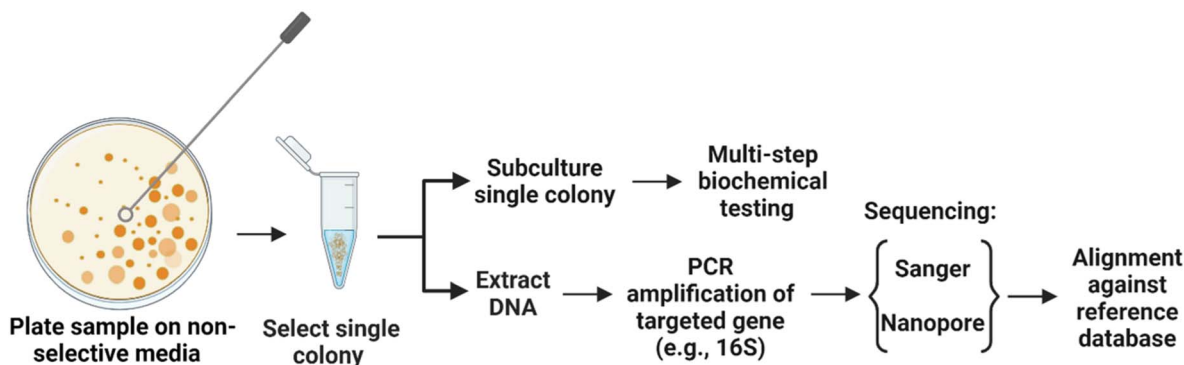 Plate sample on non-
selective media
Select single
colony
Subculture
single colony
Multi-step
biochemical
testing
Extract
DNA
PCR
amplification of
targeted gene
(e.g., 16S)
Sequencing:
Sanger
Nanopore
Alignment
against
reference
database